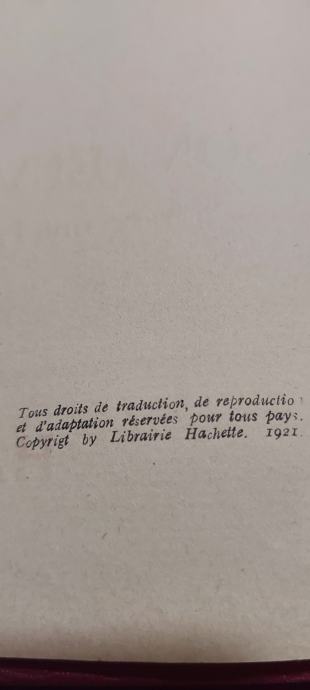 Tous droits de traduction, de reproductio
et d'adaptation réservées pour tous pays.
Copyrigt by Librairie Hachette. 1921